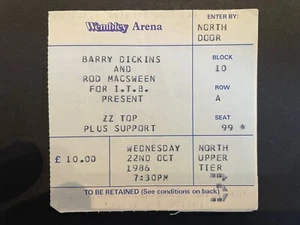 Wembley Arena
ENTER BY:
NORTH
DOOR
BARRY DICKINS
AND
ROD MACSWEEN
FOR I.T.B.
PRESENT
BLOCK
10
ROW
A
ZZ TOP
PLUS SUPPORT
SEAT
99 *
£ 10.00
WEDNESDAY
22ND OCT
1986
7:30PM
NORTH
UPPER
TIER
TO BE RETAINED (See conditions on back)